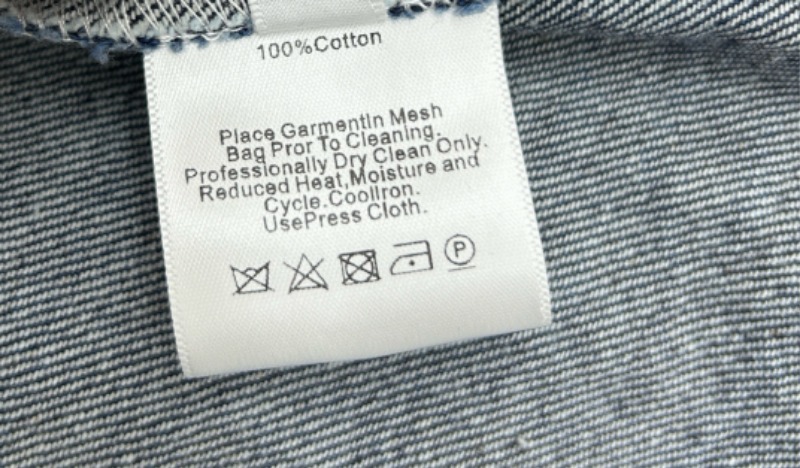 100%Cotton
Place GarmentIn Mesh
Bag Pror To Cleaning.
Professionally Dry Clean Only.
Reduced Heat,Moisture and
Cycle.CoolIron.
UsePress Cloth.
P